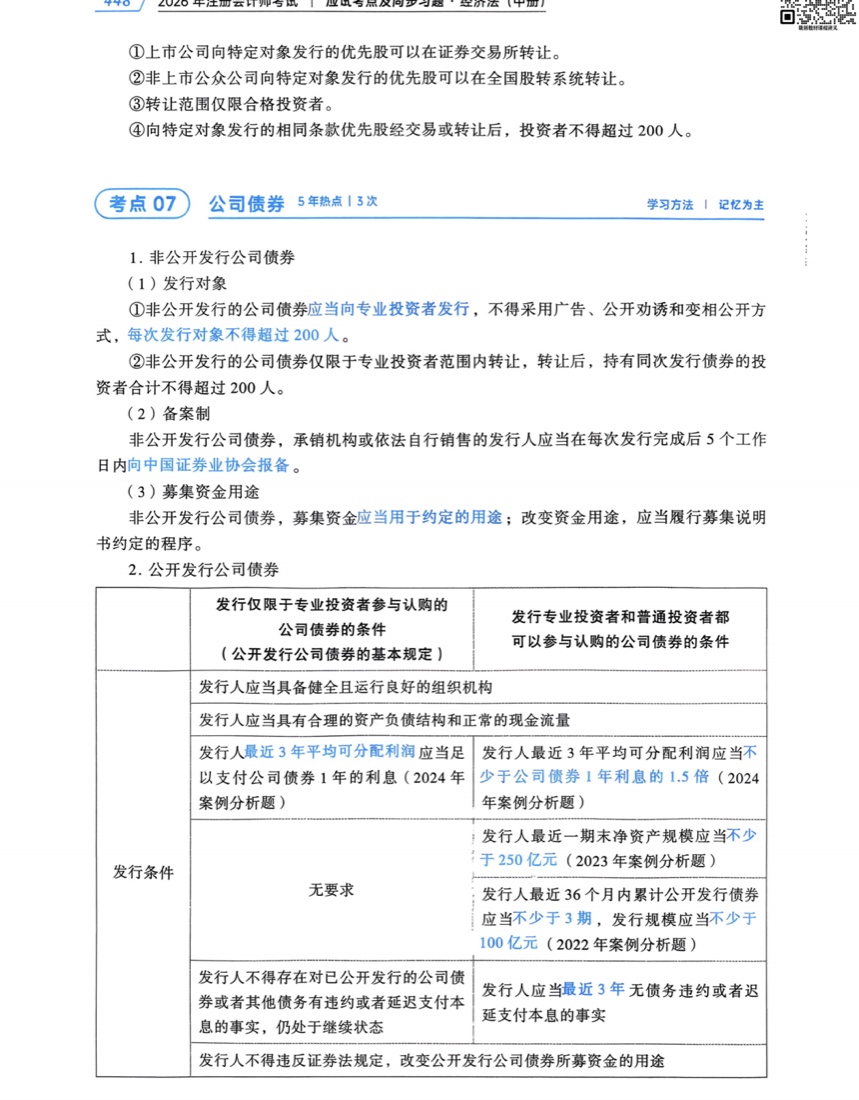 448 2026 年注册会计师考试 | 应试考点及同步习题·经济法（中册）
①上市公司向特定对象发行的优先股可以在证券交易所转让。
②非上市公众公司向特定对象发行的优先股可以在全国股转系统转让。
③转让范围仅限合格投资者。
④向特定对象发行的相同条款优先股经交易或转让后，投资者不得超过 200 人。
考点 07 公司债券 5 年热点 | 3 次 学习方法 | 记忆为主
1. 非公开发行公司债券
（1）发行对象
①非公开发行的公司债券应当向专业投资者发行，不得采用广告、公开劝诱和变相公开方
式，每次发行对象不得超过 200 人。
②非公开发行的公司债券仅限于专业投资者范围内转让，转让后，持有同次发行债券的投
资者合计不得超过 200 人。
（2）备案制
非公开发行公司债券，承销机构或依法自行销售的发行人应当在每次发行完成后 5 个工作
日内向中国证券业协会报备。
（3）募集资金用途
非公开发行公司债券，募集资金应当用于约定的用途；改变资金用途，应当履行募集说明
书约定的程序。
2. 公开发行公司债券
发行仅限于专业投资者参与认购的
公司债券的条件
（公开发行公司债券的基本规定）
发行专业投资者和普通投资者都
可以参与认购的公司债券的条件
发行条件
发行人应当具备健全且运行良好的组织机构
发行人应当具有合理的资产负债结构和正常的现金流量
发行人最近 3 年平均可分配利润应当足
以支付公司债券 1 年的利息（2024 年
案例分析题）
发行人最近 3 年平均可分配利润应当不
少于公司债券 1 年利息的 1.5 倍（2024
年案例分析题）
无要求
发行人最近一期末净资产规模应当不少
于 250 亿元（2023 年案例分析题）
发行人最近 36 个月内累计公开发行债券
应当不少于 3 期，发行规模应当不少于
100 亿元（2022 年案例分析题）
发行人不得存在对已公开发行的公司债
券或者其他债务有违约或者延迟支付本
息的事实，仍处于继续状态
发行人应当最近 3 年无债务违约或者迟
延支付本息的事实
发行人不得违反证券法规定，改变公开发行公司债券所募资金的用途